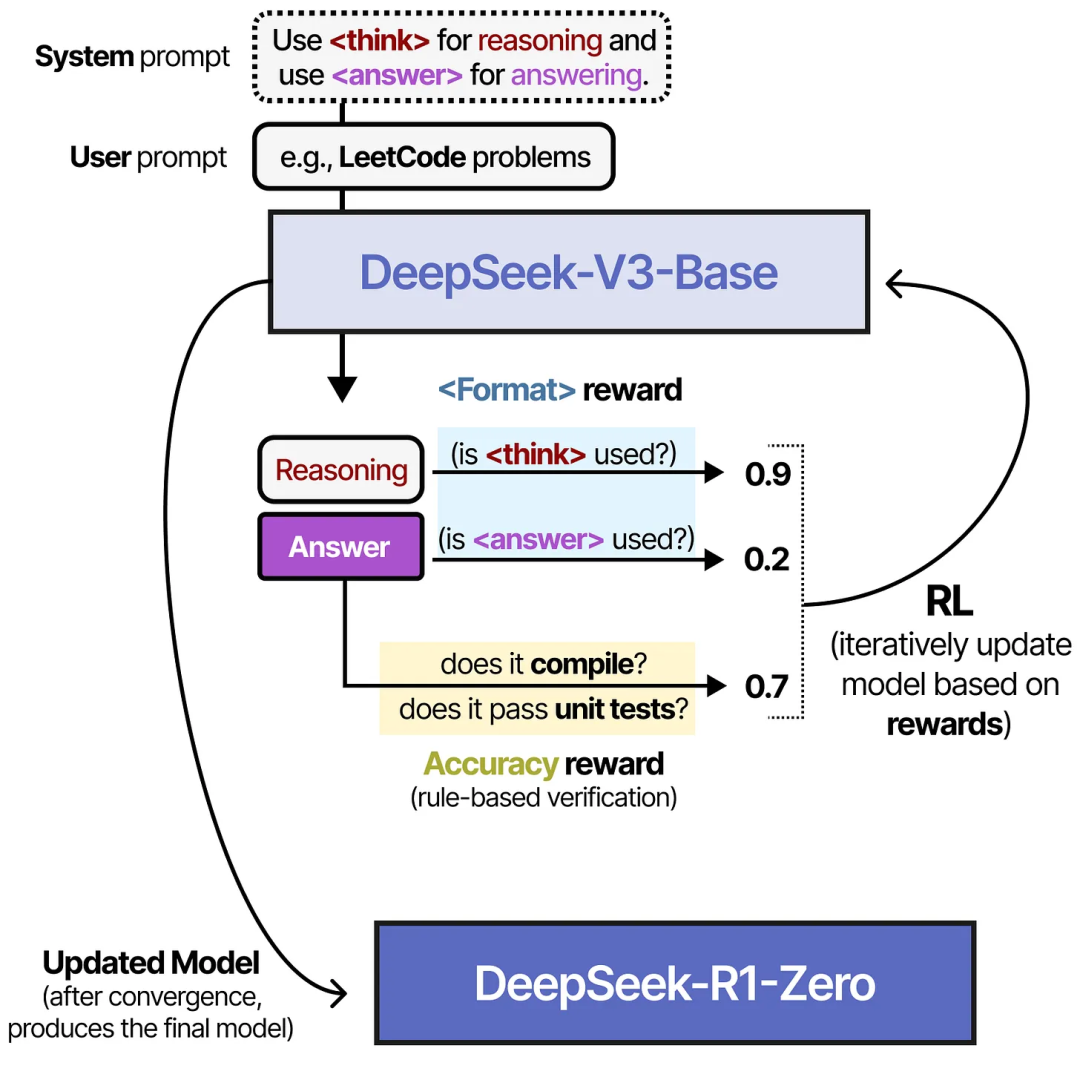 System prompt
Use <think> for reasoning and
use <answer> for answering.
User prompt
e.g., LeetCode problems
DeepSeek-V3-Base
<Format> reward
Reasoning
(is <think> used?)
0.9
Answer
(is <answer> used?)
0.2
does it compile?
does it pass unit tests?
0.7
Accuracy reward
(rule-based verification)
RL
(iteratively update
model based on
rewards)
Updated Model
(after convergence,
produces the final model)
DeepSeek-R1-Zero